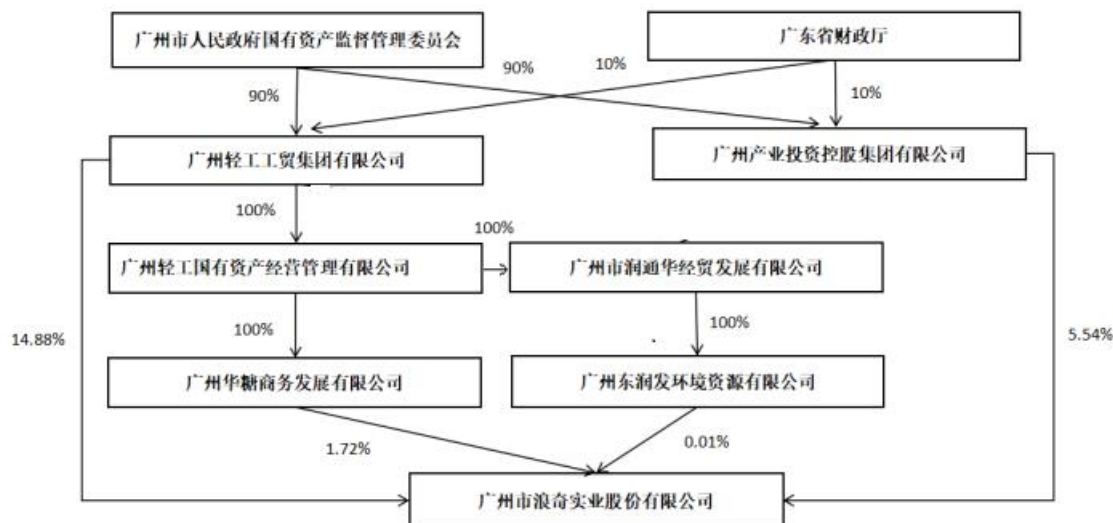 广州市人民政府国有资产监督管理委员会
广东省财政厅
90%
90%
10%
10%
广州轻工工贸集团有限公司
广州产业投资控股集团有限公司
100%
100%
广州轻工国有资产经营管理有限公司
广州市润通华经贸发展有限公司
14.88%
100%
100%
5.54%
广州华糖商务发展有限公司
广州东润发环境资源有限公司
1.72%
0.01%
广州市浪奇实业股份有限公司